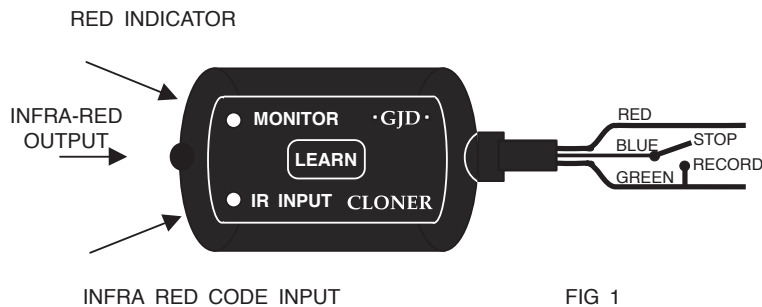 RED INDICATOR
INFRA-RED
OUTPUT
MONITOR
·GJD·
LEARN
IR INPUT
CLONER
RED
BLUE
STOP
RECORD
GREEN
INFRA RED CODE INPUT
FIG 1